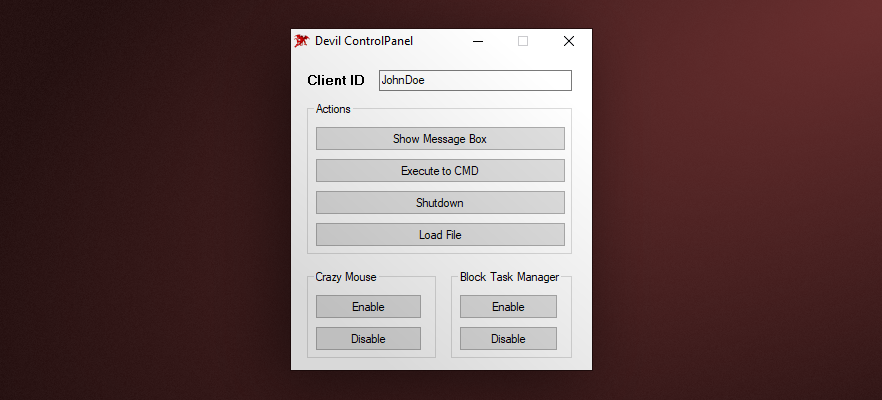 Devil ControlPanel
Client ID JohnDoe
Actions
Show Message Box
Execute to CMD
Shutdown
Load File
Crazy Mouse Block Task Manager
Enable Enable
Disable Disable